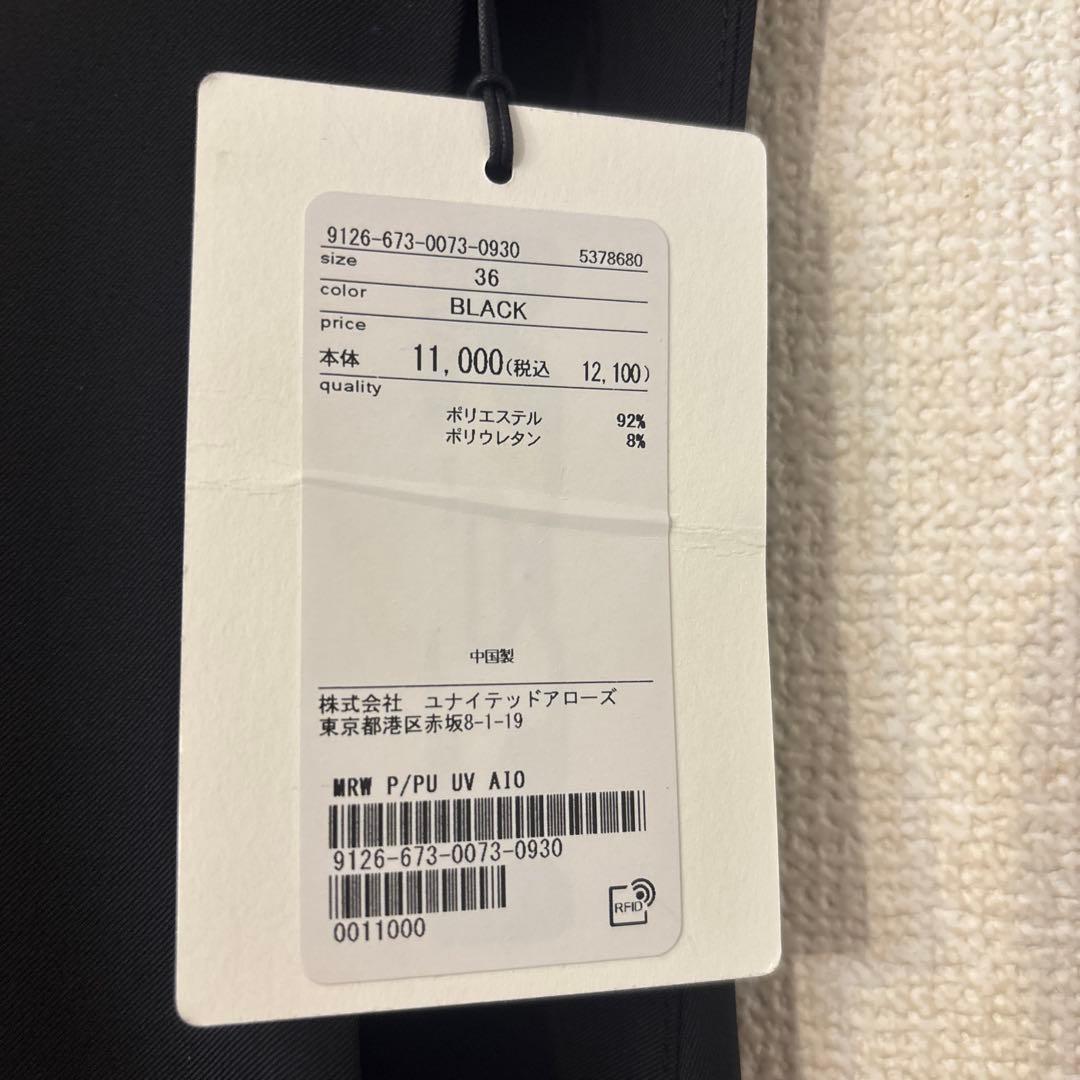 9126-673-0073-0930 5378680
size 36
color BLACK
price
本体 11,000(税込 12,100)
quality
ポリエステル 92%
ポリウレタン 8%
中国製
株式会社 ユナイテッドアローズ
東京都港区赤坂8-1-19
MRW P/PU UV AIO
9126-673-0073-0930
RFID
0011000